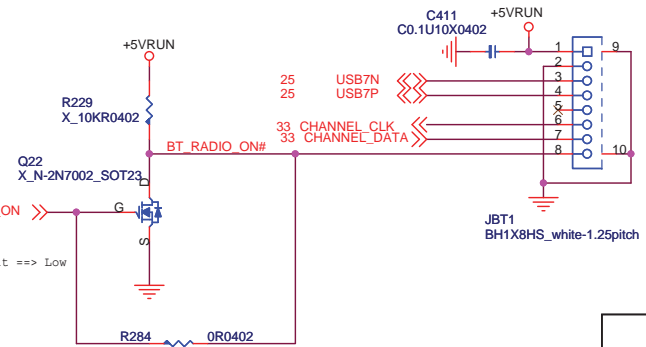 C411
+5VRUN
C0.1U10X0402
+5VRUN
1
9
2
25 USB7N
3
25 USB7P
4
R229
X_10KR0402
5
33 CHANNEL_CLK
6
33 CHANNEL_DATA
7
BT_RADIO_ON#
8
10
Q22
X_N-2N7002_SOT23
D
G
_ON
S
JBT1
BH1X8HS_white-1.25pitch
t ==> Low
R284
0R0402